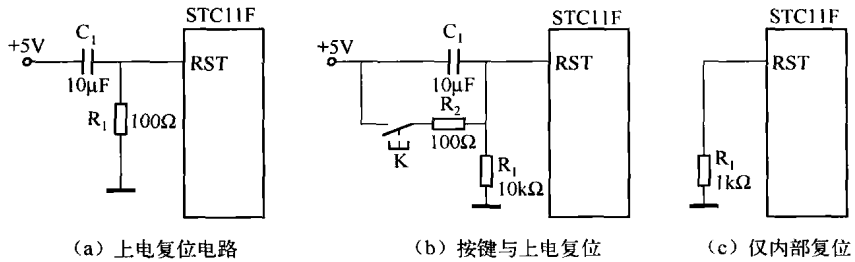 STC11F
+5V
C1
10μF
RST
R1
100Ω
(a) 上电复位电路
STC11F
+5V
C1
10μF
RST
R2
100Ω
K
R1
10kΩ
(b) 按键与上电复位
STC11F
RST
R1
1kΩ
(c) 仅内部复位